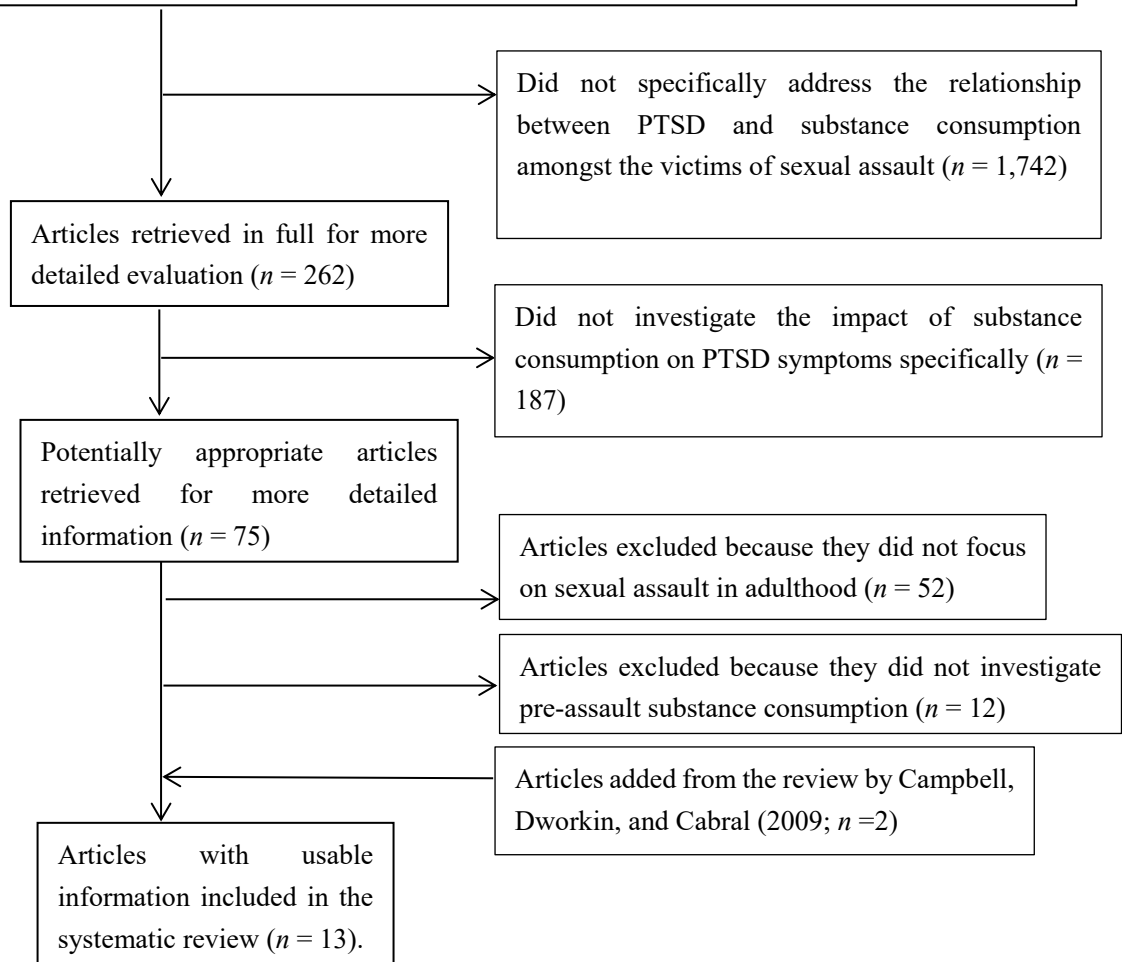 Did not specifically address the relationship
between PTSD and substance consumption
amongst the victims of sexual assault (n = 1,742)
Articles retrieved in full for more
detailed evaluation (n = 262)
Did not investigate the impact of substance
consumption on PTSD symptoms specifically (n =
187)
Potentially appropriate articles
retrieved for more detailed
information (n = 75)
Articles excluded because they did not focus
on sexual assault in adulthood (n = 52)
Articles excluded because they did not investigate
pre-assault substance consumption (n = 12)
Articles added from the review by Campbell,
Dworkin, and Cabral (2009; n =2)
Articles with usable
information included in the
systematic review (n = 13).